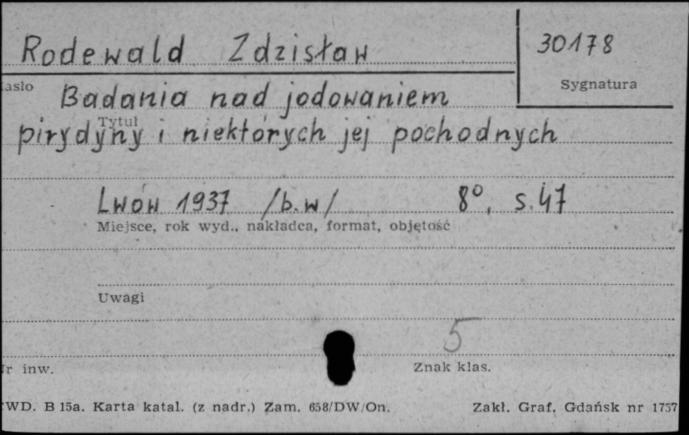 Rodewald Zdzisław
30178
Sygnatura
asło
Badania nad jodowaniem
Tytuł
pirydyny i niektórych jej pochodnych
Lwów 1937 /b.w/ 8°, s.47
Miejsce, rok wyd., nakładca, format, objętość
Uwagi
5
r inw.
Znak klas.
WD. B 15a. Karta katal. (z nadr.) Zam. 658/DW/On.
Zakł. Graf. Gdańsk nr 1757